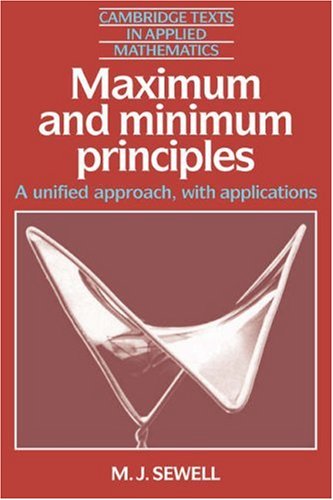 CAMBRIDGE TEXTS
IN APPLIED
MATHEMATICS
Maximum
and minimum
principles
A unified approach, with applications
M. J. SEWELL